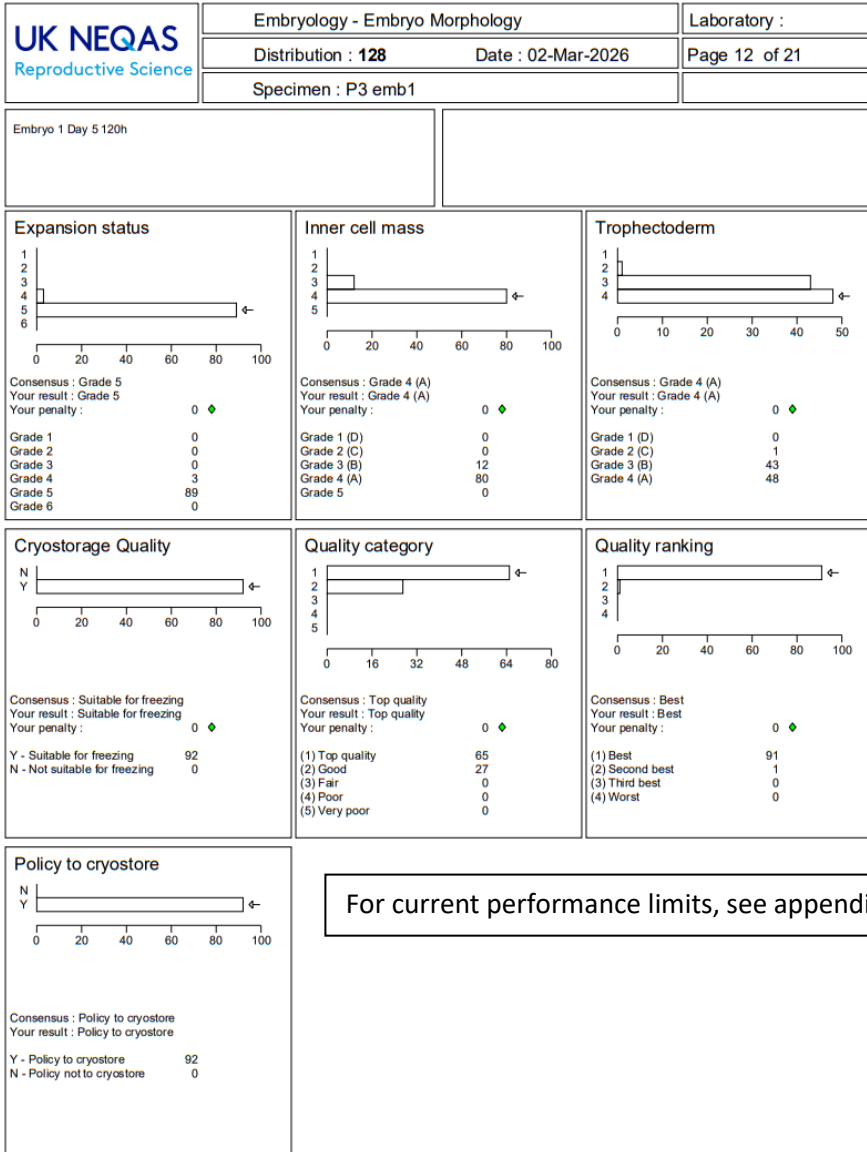 UK NEQAS
Reproductive Science
Embryology - Embryo Morphology
Laboratory :
Distribution : 128 Date : 02-Mar-2026
Page 12 of 21
Specimen : P3 emb1
Embryo 1 Day 5 120h
Expansion status
1
2
3
4
5
6
0 20 40 60 80 100
Consensus : Grade 5
Your result : Grade 5
Your penalty : 0
Grade 1 0
Grade 2 0
Grade 3 0
Grade 4 3
Grade 5 89
Grade 6 0
Inner cell mass
1
2
3
4
5
0 20 40 60 80 100
Consensus : Grade 4 (A)
Your result : Grade 4 (A)
Your penalty : 0
Grade 1 (D) 0
Grade 2 (C) 0
Grade 3 (B) 12
Grade 4 (A) 80
Grade 5 0
Trophectoderm
1
2
3
4
0 10 20 30 40 50
Consensus : Grade 4 (A)
Your result : Grade 4 (A)
Your penalty : 0
Grade 1 (D) 0
Grade 2 (C) 1
Grade 3 (B) 43
Grade 4 (A) 48
Cryostorage Quality
N
Y
0 20 40 60 80 100
Consensus : Suitable for freezing
Your result : Suitable for freezing
Your penalty : 0
Y - Suitable for freezing 92
N - Not suitable for freezing 0
Quality category
1
2
3
4
5
0 16 32 48 64 80
Consensus : Top quality
Your result : Top quality
Your penalty : 0
(1) Top quality 65
(2) Good 27
(3) Fair 0
(4) Poor 0
(5) Very poor 0
Quality ranking
1
2
3
4
0 20 40 60 80 100
Consensus : Best
Your result : Best
Your penalty : 0
(1) Best 91
(2) Second best 1
(3) Third best 0
(4) Worst 0
Policy to cryostore
N
Y
0 20 40 60 80 100
Consensus : Policy to cryostore
Your result : Policy to cryostore
Y - Policy to cryostore 92
N - Policy not to cryostore 0
For current performance limits, see appendi